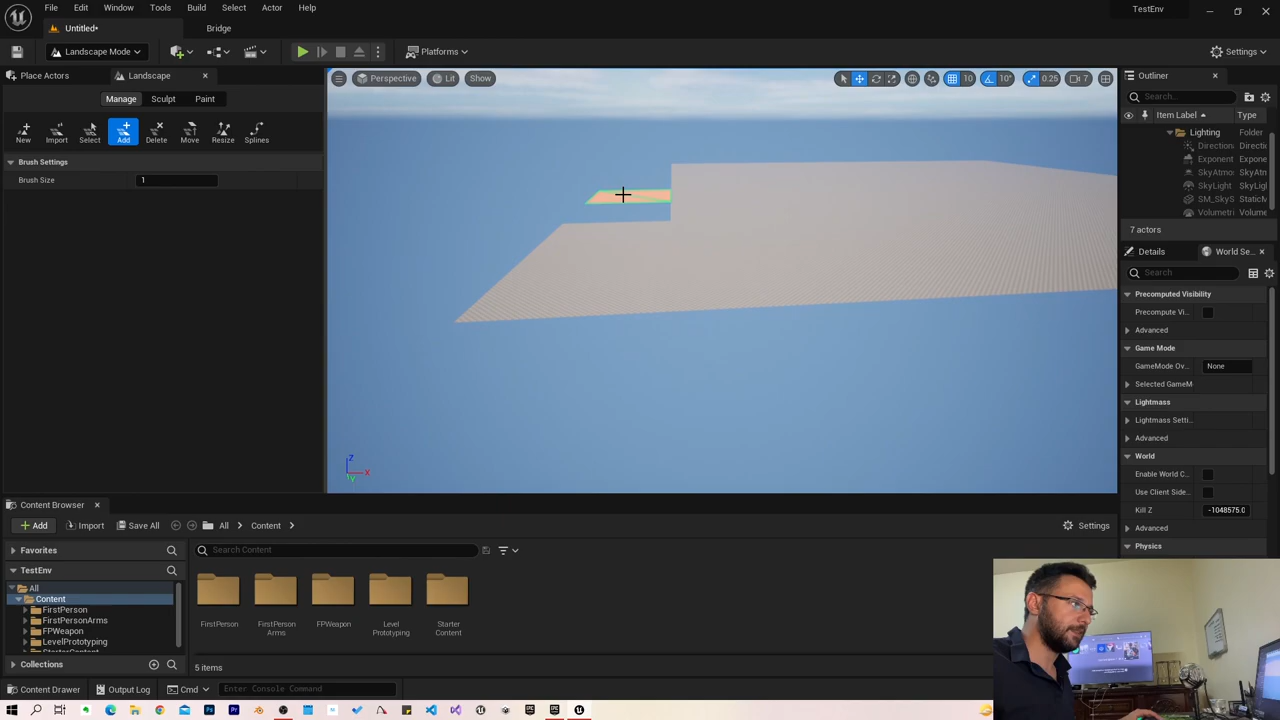 File Edit Window Tools Build Select Actor Help
TestEnv
Untitled*
Bridge
Landscape Mode
Platforms
Settings
Place Actors
Landscape
Perspective
Lit
Show
10
10°
0.25
7
Outliner
Manage
Sculpt
Paint
Search...
Item Label
Type
New
Import
Select
Add
Delete
Move
Resize
Splines
Lighting
Folder
Direction
Directi
Exponent
Expone
SkyAtmo
SkyAtm
SkyLight
SkyLigh
SM_SkyS
StaticM
Volumetri
Volume
Brush Settings
Brush Size
1
7 actors
Details
World Se...
Search
Precomputed Visibility
Precompute Vi...
Advanced
Game Mode
GameMode Ov...
None
Selected GameM
Lightmass
Lightmass Setti...
Advanced
World
Enable World C...
Use Client Side...
Kill Z
-1048575.0
Advanced
Physics
Z
X
Y
Content Browser
Add
Import
Save All
All
Content
Settings
Favorites
Search Content
TestEnv
All
Content
FirstPerson
FirstPersonArms
FPWeapon
LevelPrototyping
FirstPerson
FirstPerson
Arms
FPWeapon
Level
Prototyping
Starter
Content
Collections
5 items
Content Drawer
Output Log
Cmd
Enter Console Command